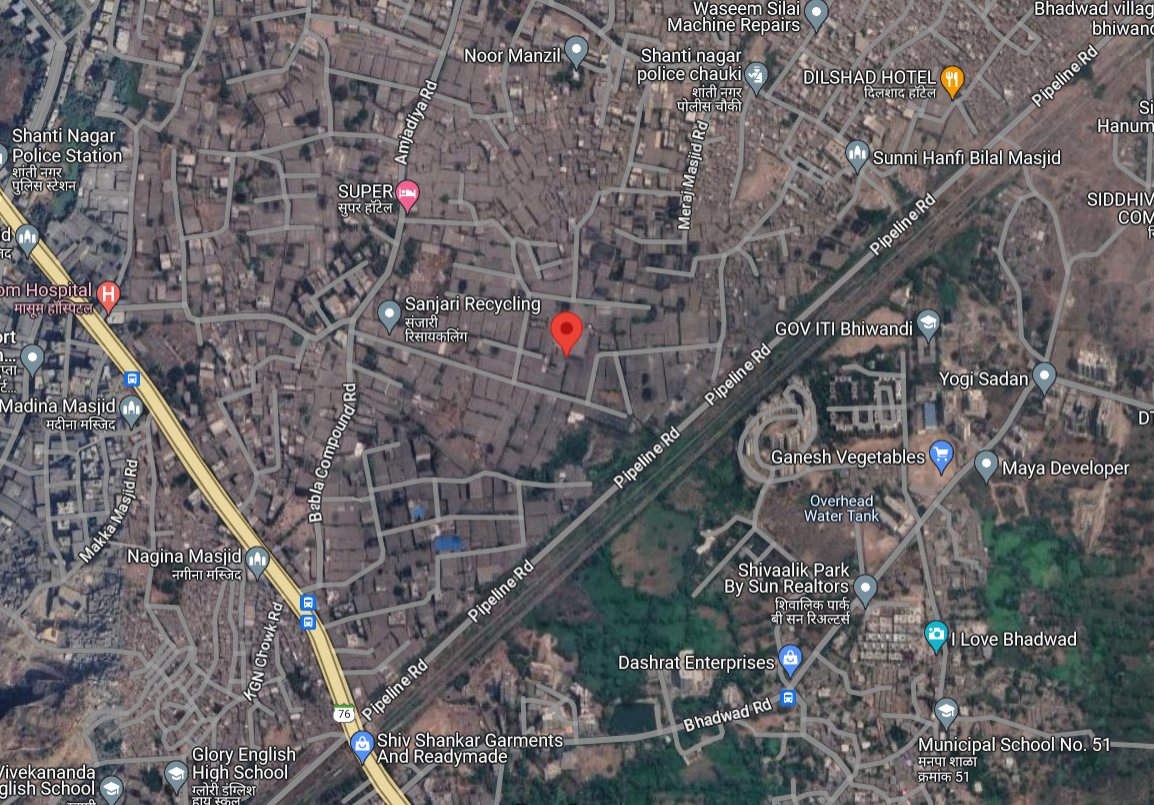 Waseem Silai
Machine Repairs
Bhadwad villag
bhiwand
Noor Manzil
Shanti nagar
police chauki
शांती नगर
पोलीस चौकी
DILSHAD HOTEL
दिलशाद हॉटेल
Pipeline Rd
Amjadiya Rd
Si
Hanum
Shanti Nagar
Police Station
शांती नगर
पुलिस स्टेशन
Meraj Masjid Rd
Sunni Hanfi Bilal Masjid
SUPER
सुपर हॉटेल
SIDDHIV
COM
Pipeline Rd
d
जिद
om Hospital
मासूम हॉस्पिटल
Sanjari Recycling
संजारी
रिसायकलिंग
GOV ITI Bhiwandi
ort
n...
प्ता
र्ट...
Pipeline Rd
Yogi Sadan
Madina Masjid
मदीना मस्जिद
DT
Babla Compound Rd
Pipeline Rd
Ganesh Vegetables
Maya Developer
Makka Masjid Rd
Overhead
Water Tank
Nagina Masjid
नगीना मस्जिद
Pipeline Rd
Shivaalik Park
By Sun Realtors
शिवालिक पार्क
बी सन रिअल्टर्स
KGN Chowk Rd
I Love Bhadwad
Dashrat Enterprises
Pipeline Rd
76
Bhadwad Rd
Shiv Shankar Garments
And Readymade
Municipal School No. 51
मनपा शाळा
क्रमांक 51
Glory English
High School
ग्लोरी इंग्लिश
हाय स्कूल
Vivekananda
glish School